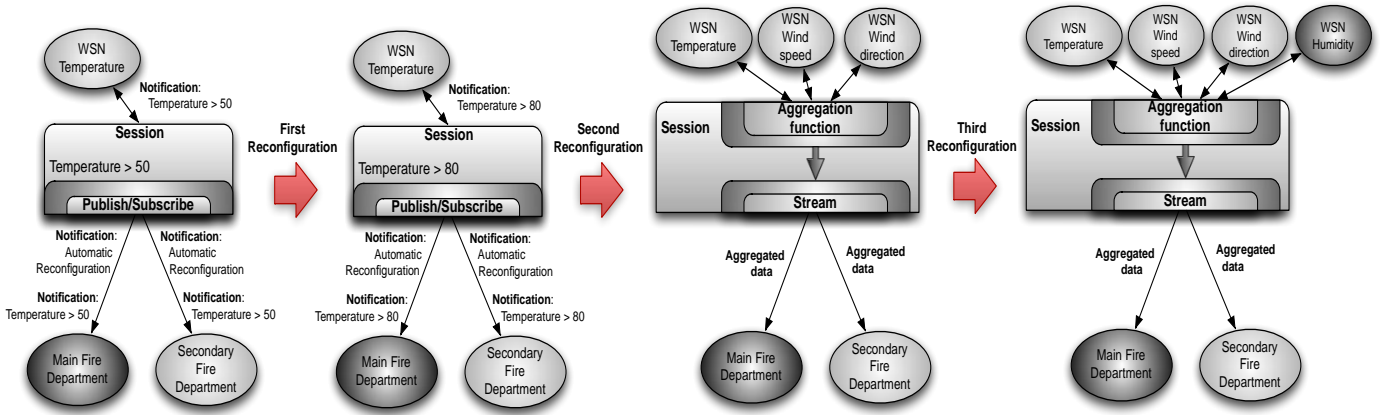 WSN
Temperature
Notification:
Temperature > 50
Session
Temperature > 50
Publish/Subscribe
Notification:
Automatic
Reconfiguration
Notification:
Automatic
Reconfiguration
Notification:
Temperature > 50
Notification:
Temperature > 50
Main Fire
Department
Secondary
Fire
Department
First
Reconfiguration
WSN
Temperature
Notification:
Temperature > 80
Session
Temperature > 80
Publish/Subscribe
Notification:
Automatic
Reconfiguration
Notification:
Automatic
Reconfiguration
Notification:
Temperature > 80
Notification:
Temperature > 80
Main Fire
Department
Secondary
Fire
Department
Second
Reconfiguration
WSN
Temperature
WSN
Wind
speed
WSN
Wind
direction
Session
Aggregation
function
Stream
Aggregated
data
Aggregated
data
Main Fire
Department
Secondary
Fire
Department
Third
Reconfiguration
WSN
Temperature
WSN
Wind
speed
WSN
Wind
direction
WSN
Humidity
Session
Aggregation
function
Stream
Aggregated
data
Aggregated
data
Main Fire
Department
Secondary
Fire
Department